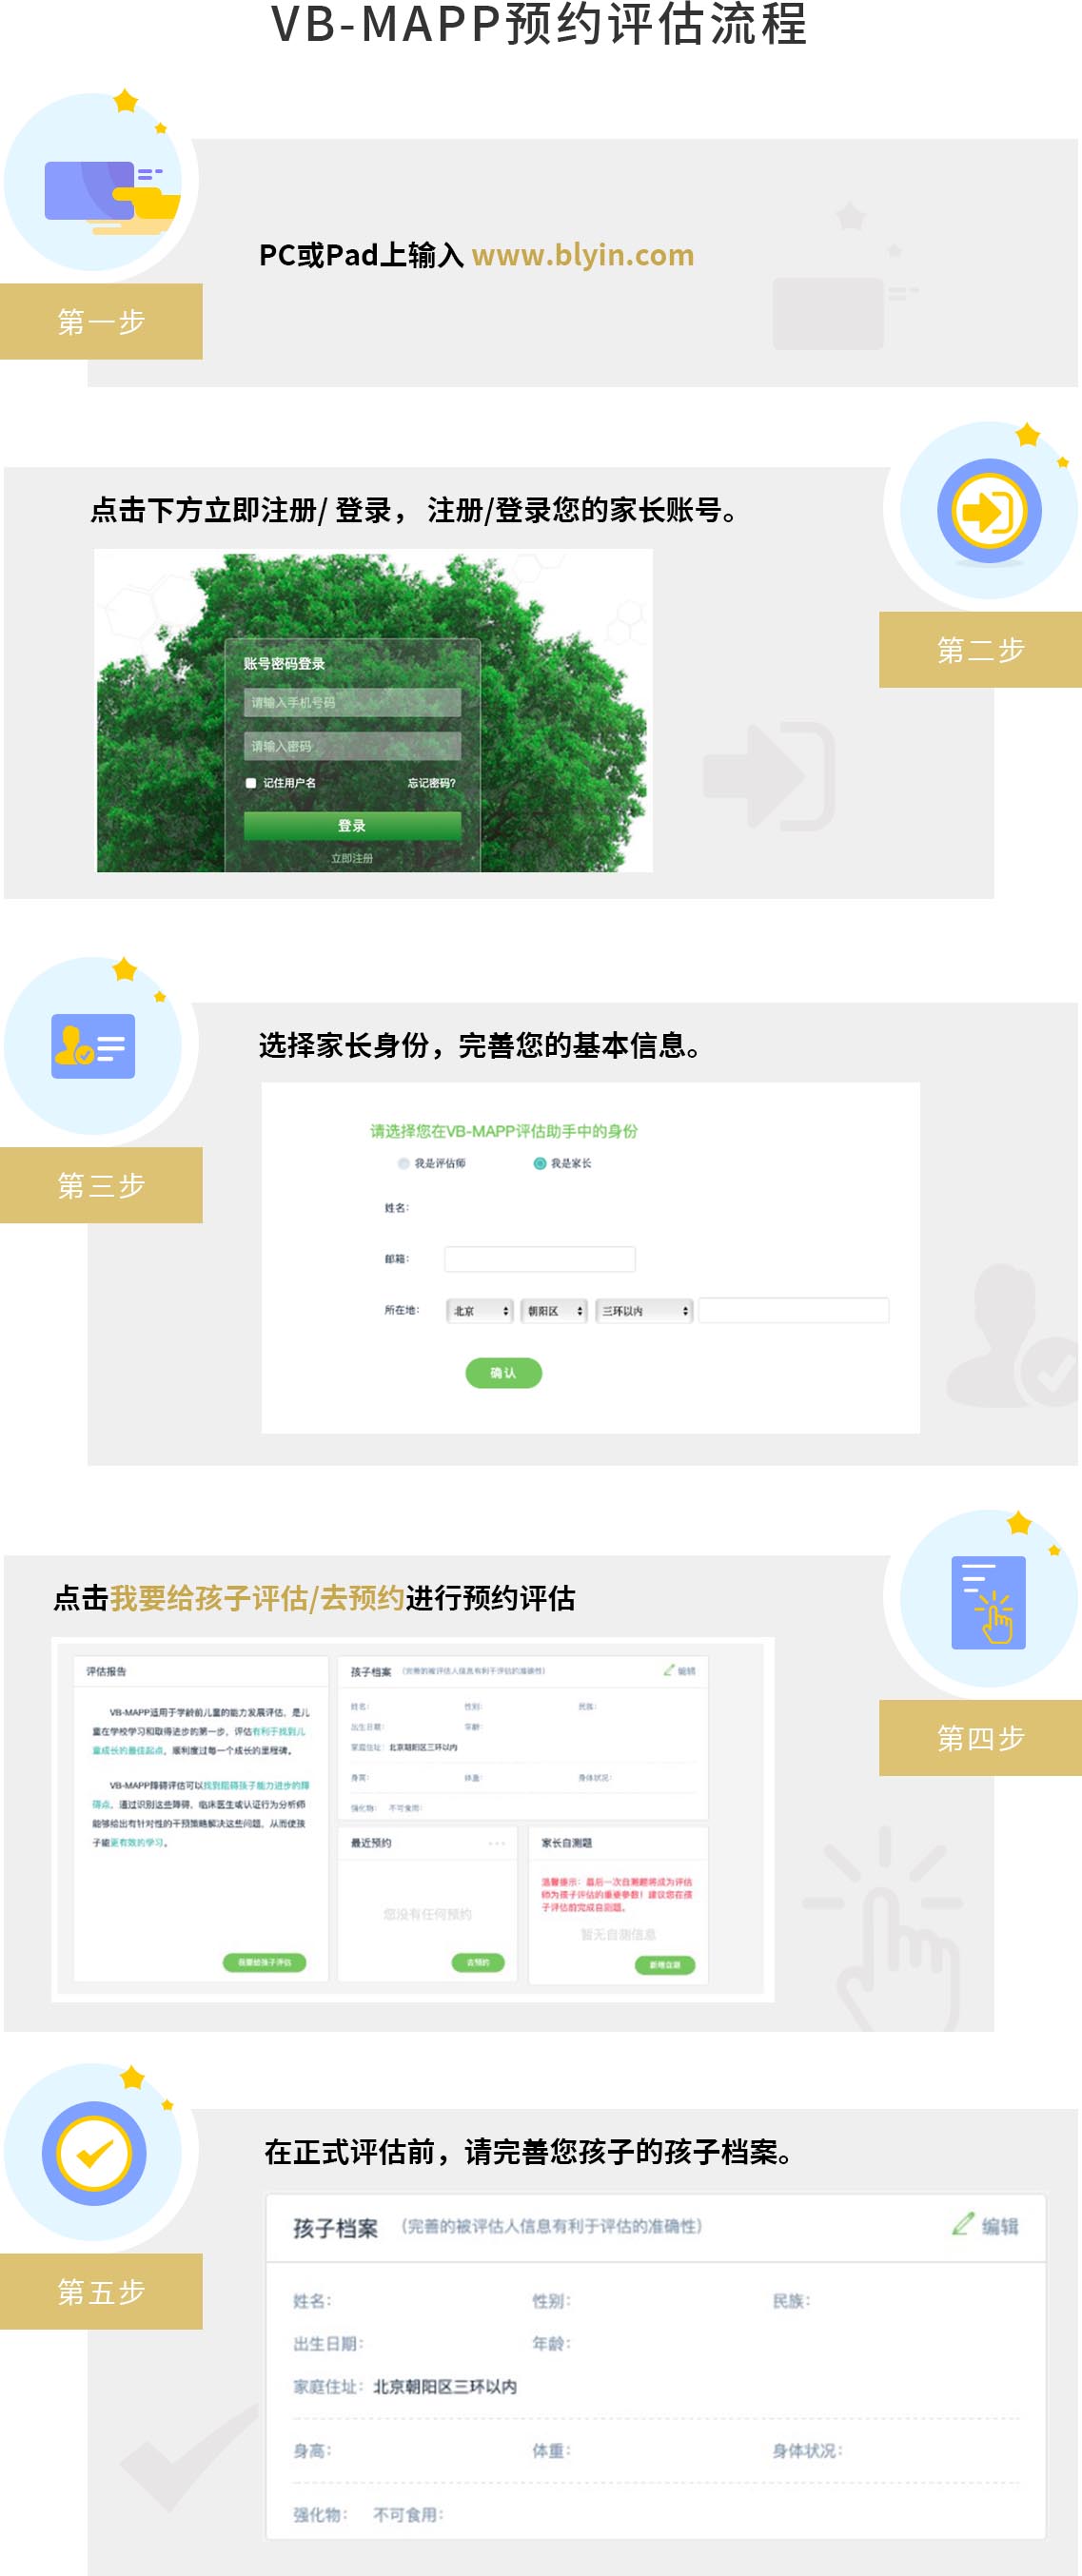 VB-MAPP预约评估流程
PC或Pad上输入 www.blyin.com
第一步
点击下方立即注册/ 登录， 注册/登录您的家长账号。
第二步
账号密码登录
请输入手机号码
请输入密码
记住用户名 忘记密码?
登录
立即注册
选择家长身份，完善您的基本信息。
第三步
请选择您在VB-MAPP评估助手中的身份
我是评估师 我是家长
姓名：
邮箱：
所在地： 北京 朝阳区 三环以内
确认
点击我要给孩子评估/去预约进行预约评估
第四步
评估报告
VB-MAPP适用于学龄前儿童的能力发展评估，是儿
童在学校学习和取得进步的第一步，评估有利于找到儿
童成长的最佳起点，顺利度过每一个成长的里程碑。
VB-MAPP障碍评估可以找到阻碍孩子能力进步的障
碍点。通过识别这些障碍，临床医生或认证行为分析师
能够给出有针对性的干预策略解决这些问题，从而使孩
子能更有效的学习。
我要给孩子评估
孩子档案 （完善的被评估人信息有利于评估的准确性） 编辑
姓名： 性别： 民族：
出生日期： 年龄：
家庭住址： 北京朝阳区三环以内
身高： 体重： 身体状况：
强化物： 不可食用：
最近预约
您没有任何预约
去预约
家长自测题
温馨提示：最后一次自测题将成为评估
师为孩子评估的重要参数！建议您在孩
子评估前完成自测题。
暂无自测信息
新增自测
在正式评估前，请完善您孩子的孩子档案。
第五步
孩子档案 （完善的被评估人信息有利于评估的准确性） 编辑
姓名： 性别： 民族：
出生日期： 年龄：
家庭住址： 北京朝阳区三环以内
身高： 体重： 身体状况：
强化物： 不可食用：